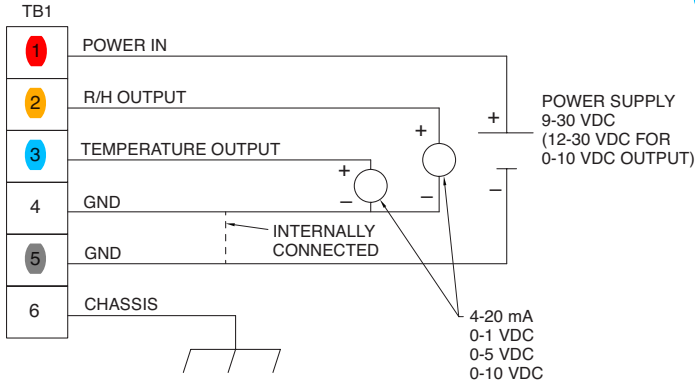 TB1
1
POWER IN
2
R/H OUTPUT
3
TEMPERATURE OUTPUT
4
GND
5
GND
6
CHASSIS
INTERNALLY
CONNECTED
+
−
+
−
+
−
POWER SUPPLY
9-30 VDC
(12-30 VDC FOR
0-10 VDC OUTPUT)
4-20 mA
0-1 VDC
0-5 VDC
0-10 VDC